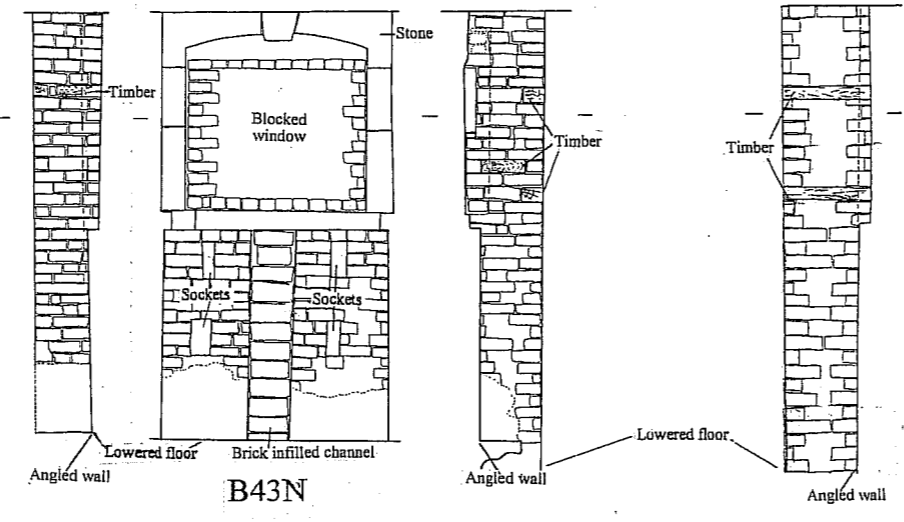 Stone
Timber
Blocked
window
Timber
Timber
Sockets
Sockets
Lowered floor
Brick infilled channel
Lowered floor
Angled wall
Angled wall
Angled wall
B43N